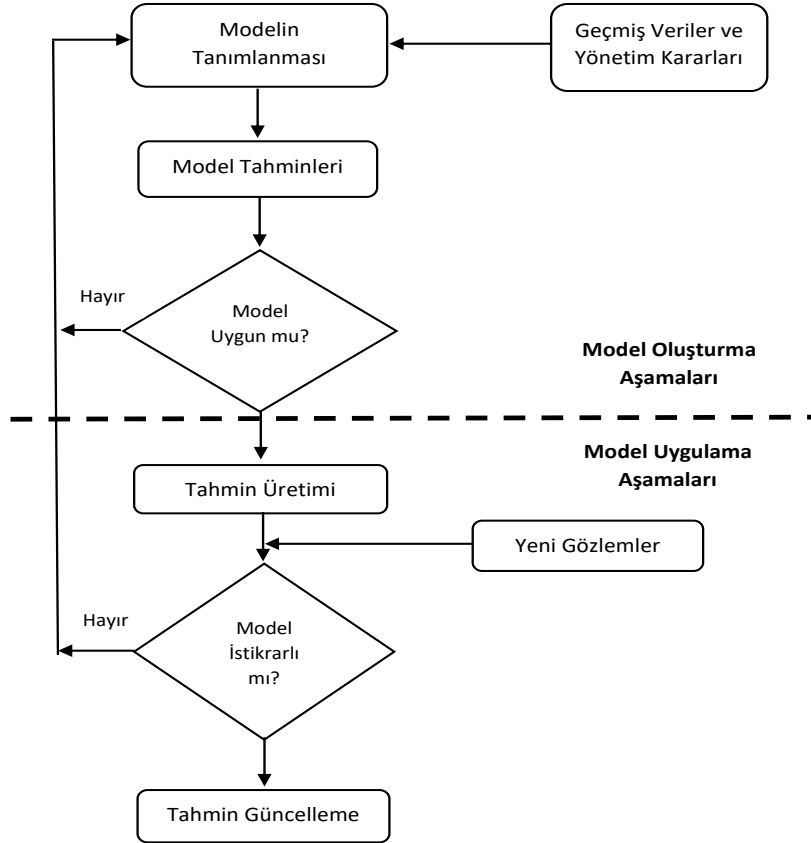 Modelin
Tanımlanması
Geçmiş Veriler ve
Yönetim Kararları
Model Tahminleri
Hayır
Model
Uygun mu?
Model Oluşturma
Aşamaları
Model Uygulama
Aşamaları
Tahmin Üretimi
Yeni Gözlemler
Hayır
Model
İstikrarlı
mı?
Tahmin Güncelleme